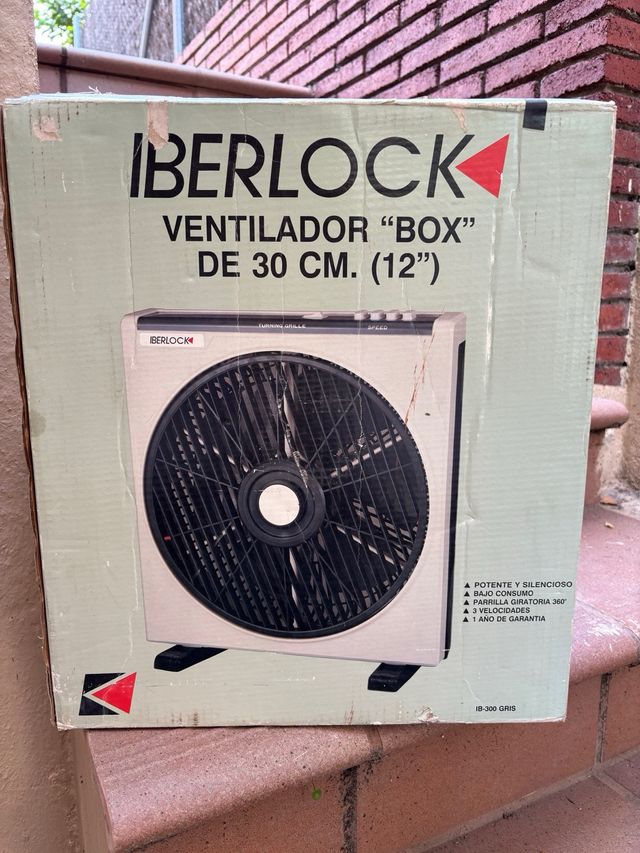 IBERLOCK
VENTILADOR “BOX”
DE 30 CM. (12”)
TURNING GRILLE SPEED
IBERLOCK
▲ POTENTE Y SILENCIOSO
▲ BAJO CONSUMO
▲ PARRILLA GIRATORIA 360°
▲ 3 VELOCIDADES
▲ 1 AÑO DE GARANTIA
IB-300 GRIS